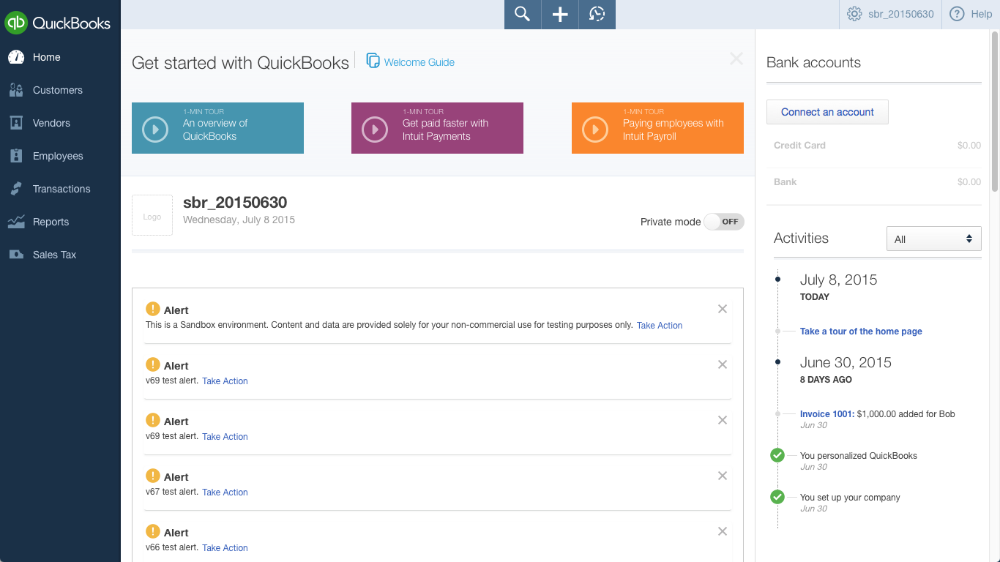 QuickBooks
Home
Customers
Vendors
Employees
Transactions
Reports
Sales Tax
sbr_20150630
Help
Get started with QuickBooks
Welcome Guide
1-MIN TOUR
An overview of
QuickBooks
1-MIN TOUR
Get paid faster with
Intuit Payments
1-MIN TOUR
Paying employees with
Intuit Payroll
Logo
sbr_20150630
Wednesday, July 8 2015
Private mode OFF
Alert
This is a Sandbox environment. Content and data are provided solely for your non-commercial use for testing purposes only. Take Action
Alert
v69 test alert. Take Action
Alert
v69 test alert. Take Action
Alert
v67 test alert. Take Action
Alert
v66 test alert. Take Action
Bank accounts
Connect an account
Credit Card $0.00
Bank $0.00
Activities All
July 8, 2015
TODAY
Take a tour of the home page
June 30, 2015
8 DAYS AGO
Invoice 1001: $1,000.00 added for Bob
Jun 30
You personalized QuickBooks
Jun 30
You set up your company
Jun 30